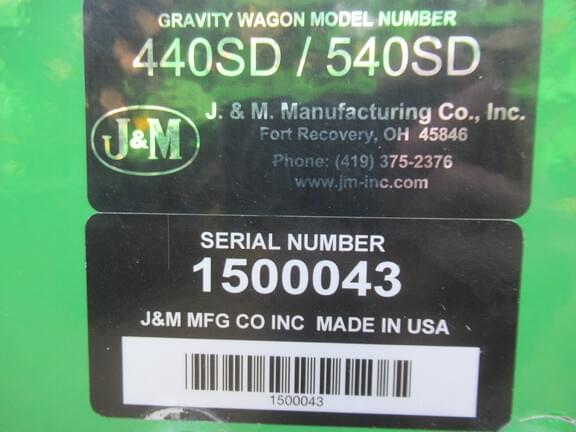 GRAVITY WAGON MODEL NUMBER
440SD / 540SD
J&M
J. & M. Manufacturing Co., Inc.
Fort Recovery, OH 45846
Phone: (419) 375-2376
www.jm-inc.com
SERIAL NUMBER
1500043
J&M MFG CO INC MADE IN USA
1500043